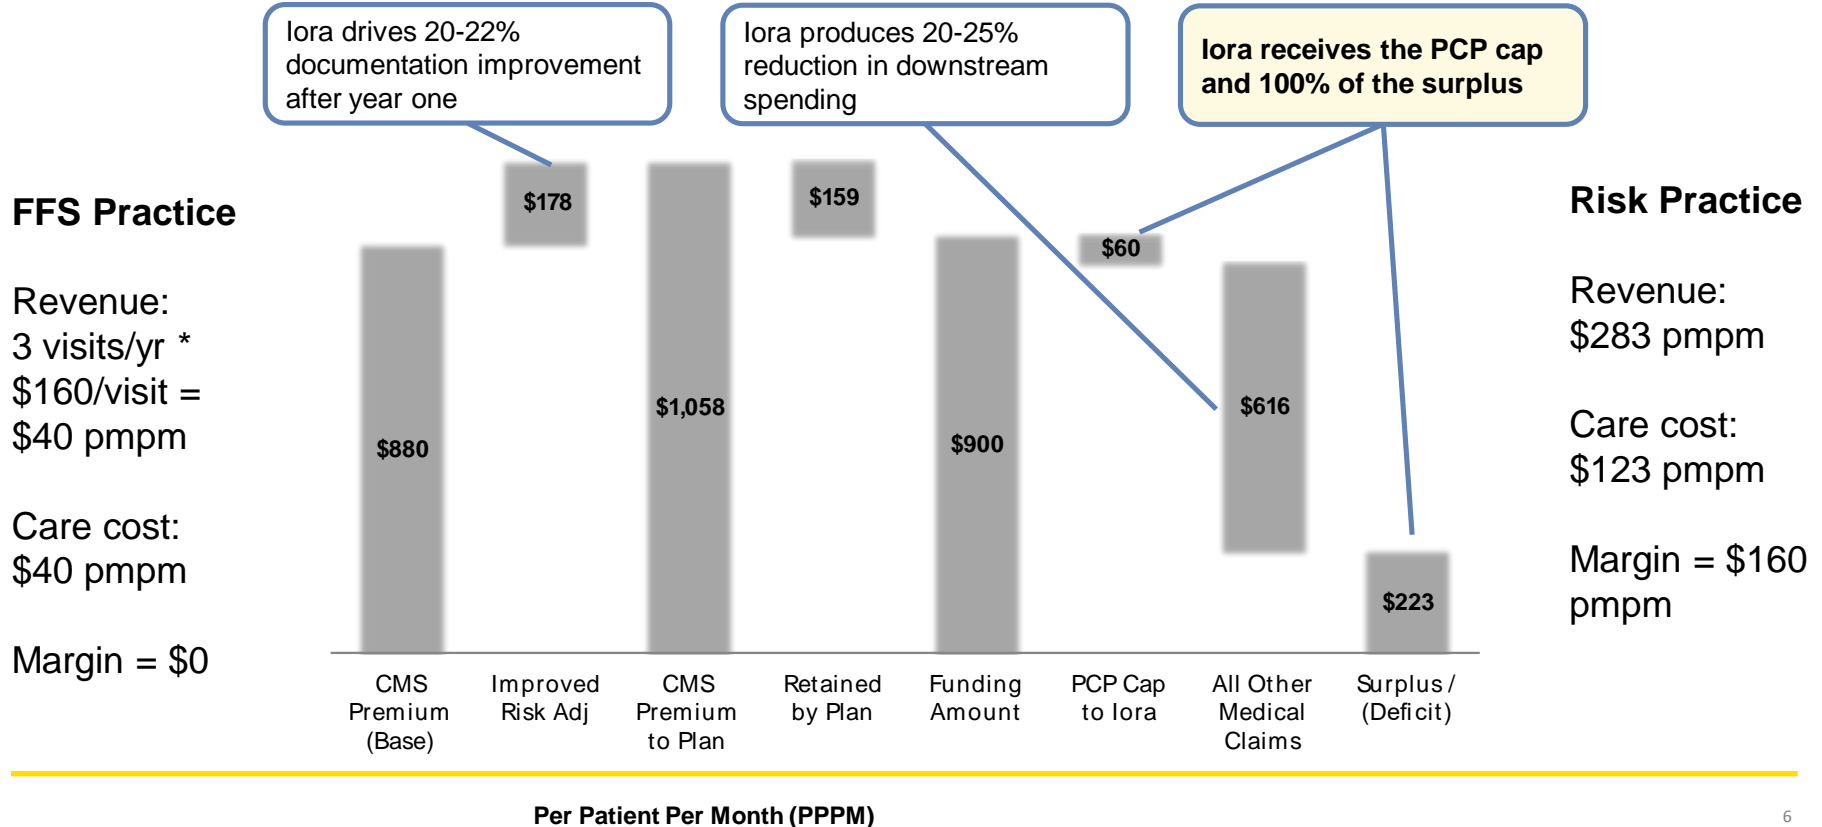 Iora drives 20-22%
documentation improvement
after year one
Iora produces 20-25%
reduction in downstream
spending
Iora receives the PCP cap
and 100% of the surplus
FFS Practice
Revenue:
3 visits/yr *
$160/visit =
$40 pmpm
Care cost:
$40 pmpm
Margin = $0
$880
$178
$1,058
$159
$900
$60
$616
$223
CMS
Premium
(Base)
Improved
Risk Adj
CMS
Premium
to Plan
Retained
by Plan
Funding
Amount
PCP Cap
to Iora
All Other
Medical
Claims
Surplus /
(Deficit)
Risk Practice
Revenue:
$283 pmpm
Care cost:
$123 pmpm
Margin = $160
pmpm
Per Patient Per Month (PPPM)
6